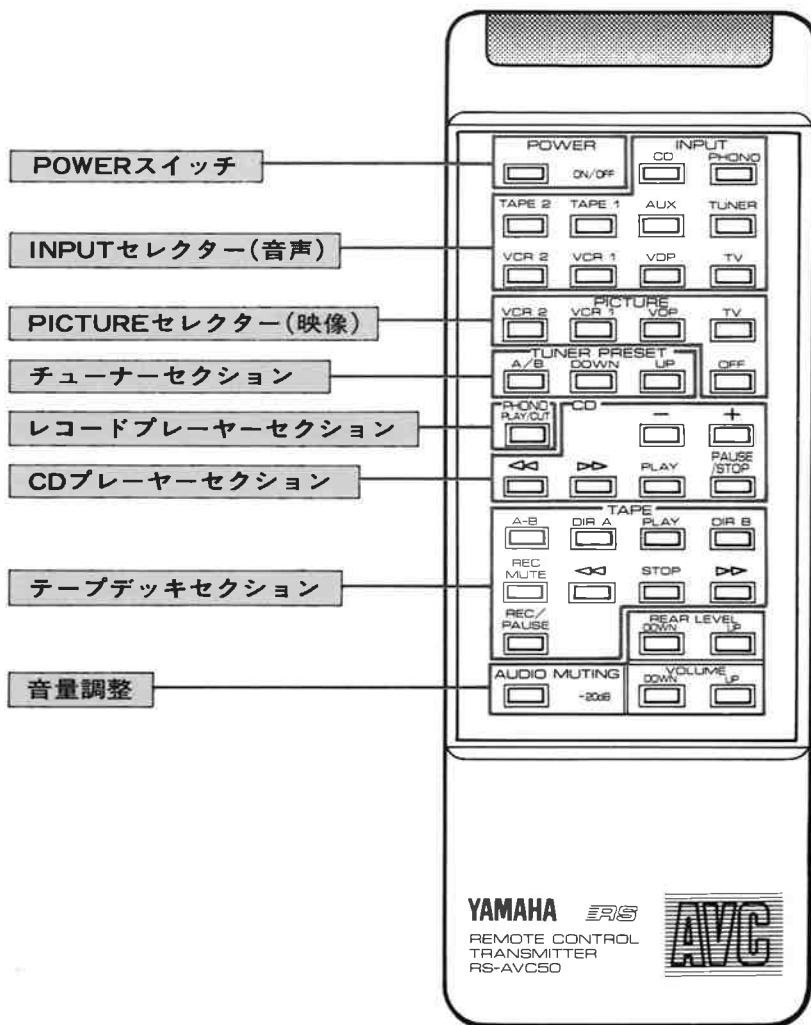 POWERスイッチ
INPUTセレクター(音声)
PICTUREセレクター(映像)
チューナーセクション
レコードプレーヤーセクション
CDプレーヤーセクション
テープデッキセクション
音量調整
POWER INPUT
ON/OFF CD PHONO
TAPE 2 TAPE 1 AUX TUNER
VCR 2 VCR 1 VDP TV
PICTURE
VCR 2 VCR 1 VDP TV
TUNER PRESET
A/B DOWN UP OFF
PHONO PLAY/CUT
CD − +
◁◁ ▷▷ PLAY PAUSE /STOP
TAPE
A-B DIR A PLAY DIR B
REC MUTE ◁◁ STOP ▷▷
REC/ PAUSE
REAR LEVEL
DOWN UP
AUDIO MUTING VOLUME
-20dB DOWN UP
YAMAHA RS AVC
REMOTE CONTROL
TRANSMITTER
RS-AVC50